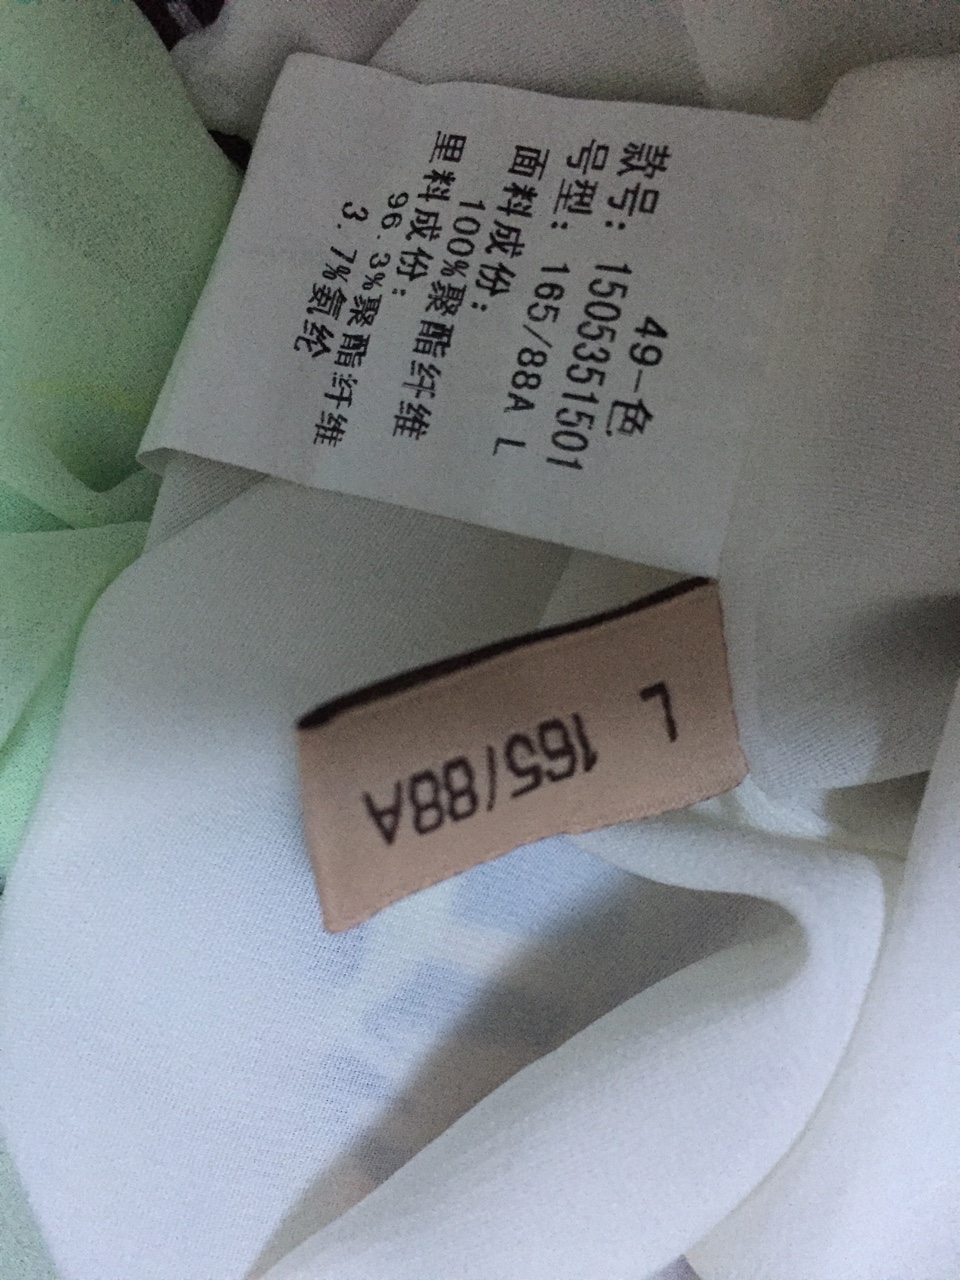 49-色
款号: 1505351501
号型: 165/88A L
面料成份:
100%聚酯纤维
里料成份:
96.3%聚酯纤维
3.7%氨纶
L 165/88A